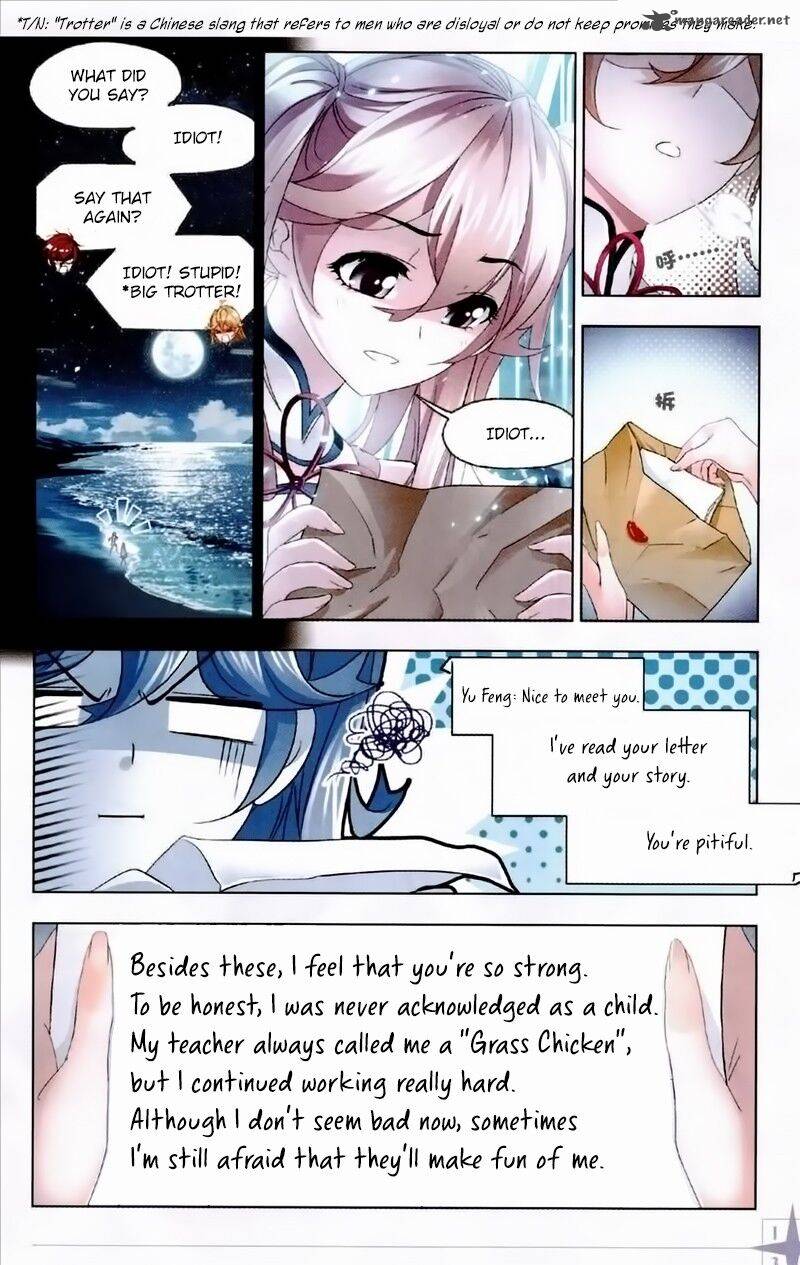 *T/N: "Trotter" is a Chinese slang that refers to men who are disloyal or do not keep promises they make.
mangareader.net
WHAT DID
YOU SAY?
IDIOT!
SAY THAT
AGAIN?
IDIOT! STUPID!
*BIG TROTTER!
IDIOT...
呼……
拆
Yu Feng: Nice to meet you.
I've read your letter
and your story.
You're pitiful.
Besides these, I feel that you're so strong.
To be honest, I was never acknowledged as a child.
My teacher always called me a "Grass Chicken",
but I continued working really hard.
Although I don't seem bad now, sometimes
I'm still afraid that they'll make fun of me.